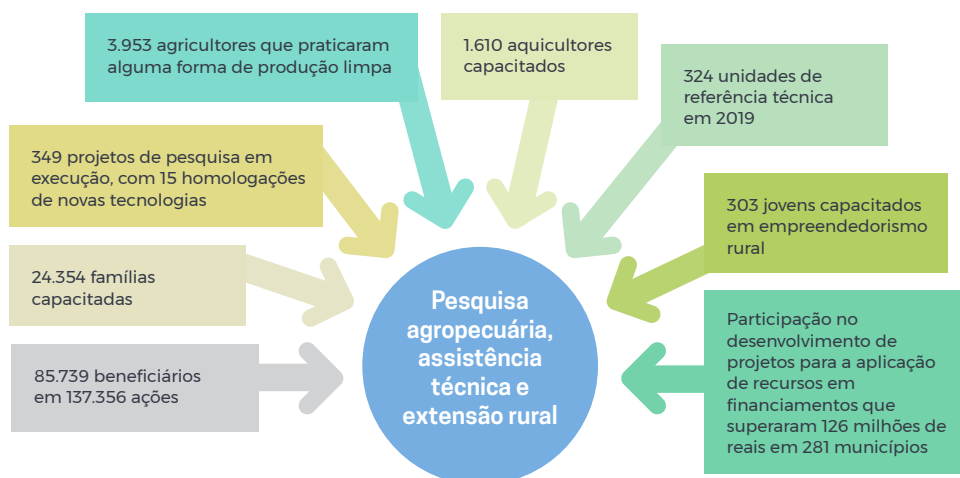 3.953 agricultores que praticaram
alguma forma de produção limpa
1.610 aquicultores
capacitados
324 unidades de
referência técnica
em 2019
349 projetos de pesquisa em
execução, com 15 homologações
de novas tecnologias
303 jovens capacitados
em empreendedorismo
rural
24.354 famílias
capacitadas
85.739 beneficiários
em 137.356 ações
Pesquisa
agropecuária,
assistência
técnica e
extensão rural
Participação no
desenvolvimento de
projetos para a aplicação
de recursos em
financiamentos que
superaram 126 milhões de
reais em 281 municípios